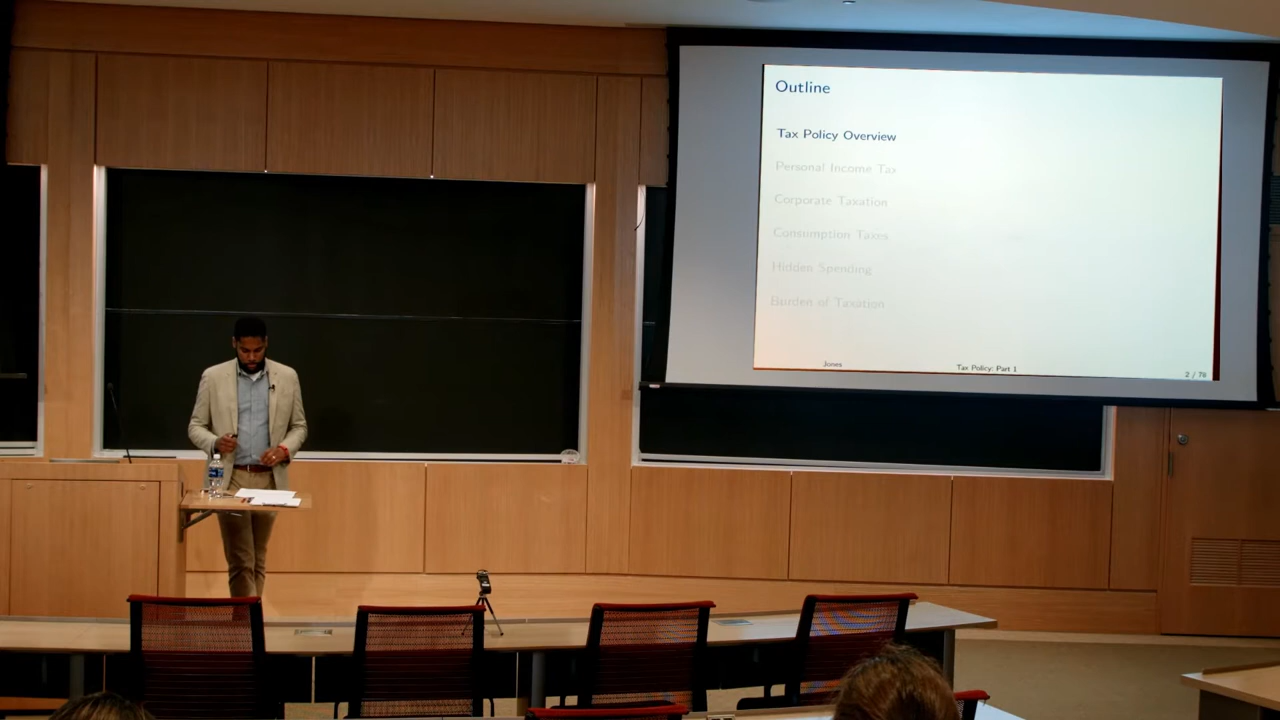 Outline
Tax Policy Overview
Personal Income Tax
Corporate Taxation
Consumption Taxes
Hidden Spending
Burden of Taxation
Jones
Tax Policy: Part 1
2 / 76